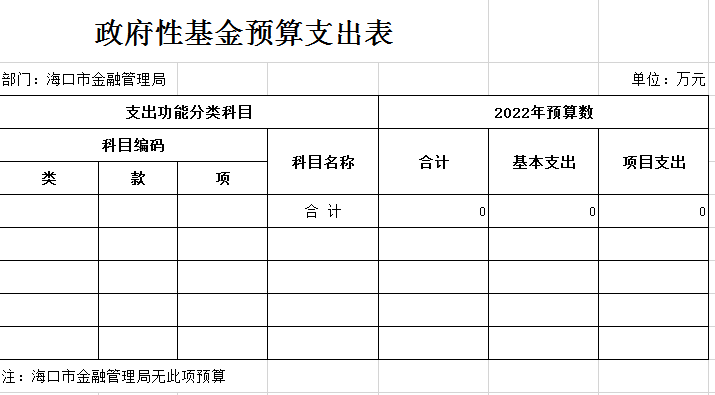 政府性基金预算支出表
部门：海口市金融管理局 单位：万元
支出功能分类科目 2022年预算数
科目编码 科目名称 合计 基本支出 项目支出
类 款 项
合 计 0 0 0
注：海口市金融管理局无此项预算